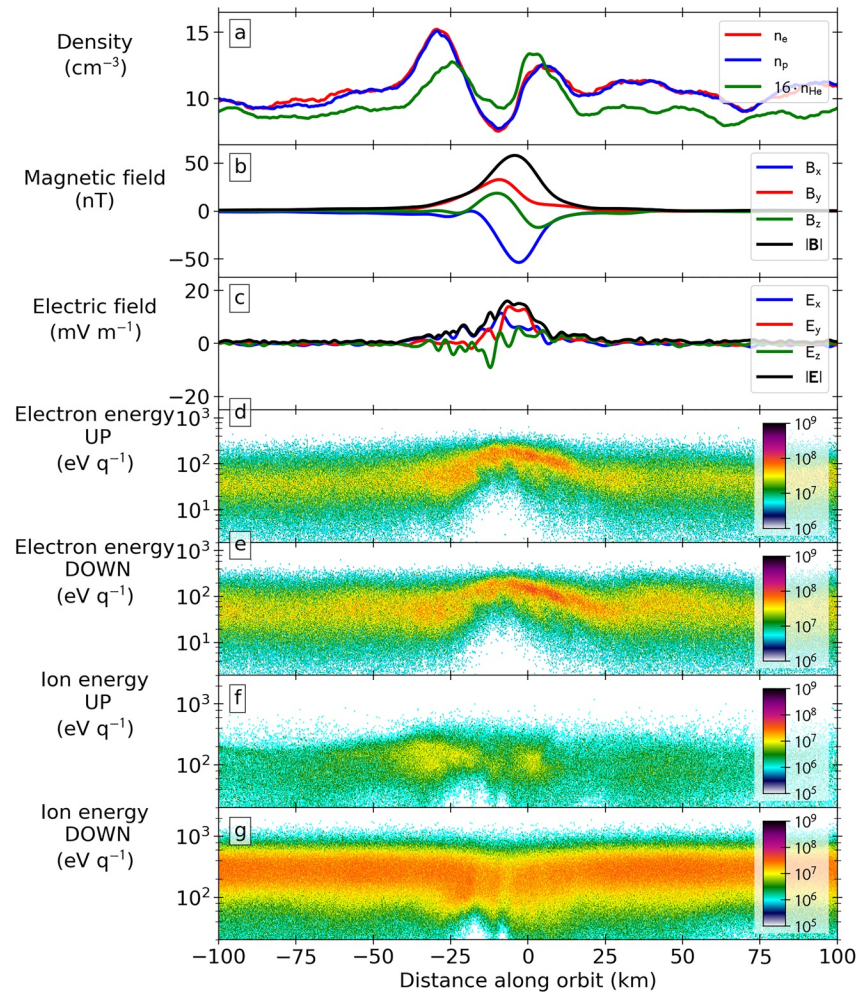 Density
(cm⁻³)
a
15
10
nₑ
nₚ
16 · n_He
Magnetic field
(nT)
b
50
0
−50
Bₓ
B_y
B_z
|B|
Electric field
(mV m⁻¹)
c
20
0
−20
Eₓ
E_y
E_z
|E|
Electron energy
UP
(eV q⁻¹)
d
10³
10²
10¹
10⁹
10⁸
10⁷
10⁶
Electron energy
DOWN
(eV q⁻¹)
e
10³
10²
10¹
10⁹
10⁸
10⁷
10⁶
Ion energy
UP
(eV q⁻¹)
f
10³
10²
10⁹
10⁸
10⁷
10⁶
10⁵
Ion energy
DOWN
(eV q⁻¹)
g
10³
10²
10⁹
10⁸
10⁷
10⁶
10⁵
−100 −75 −50 −25 0 25 50 75 100
Distance along orbit (km)